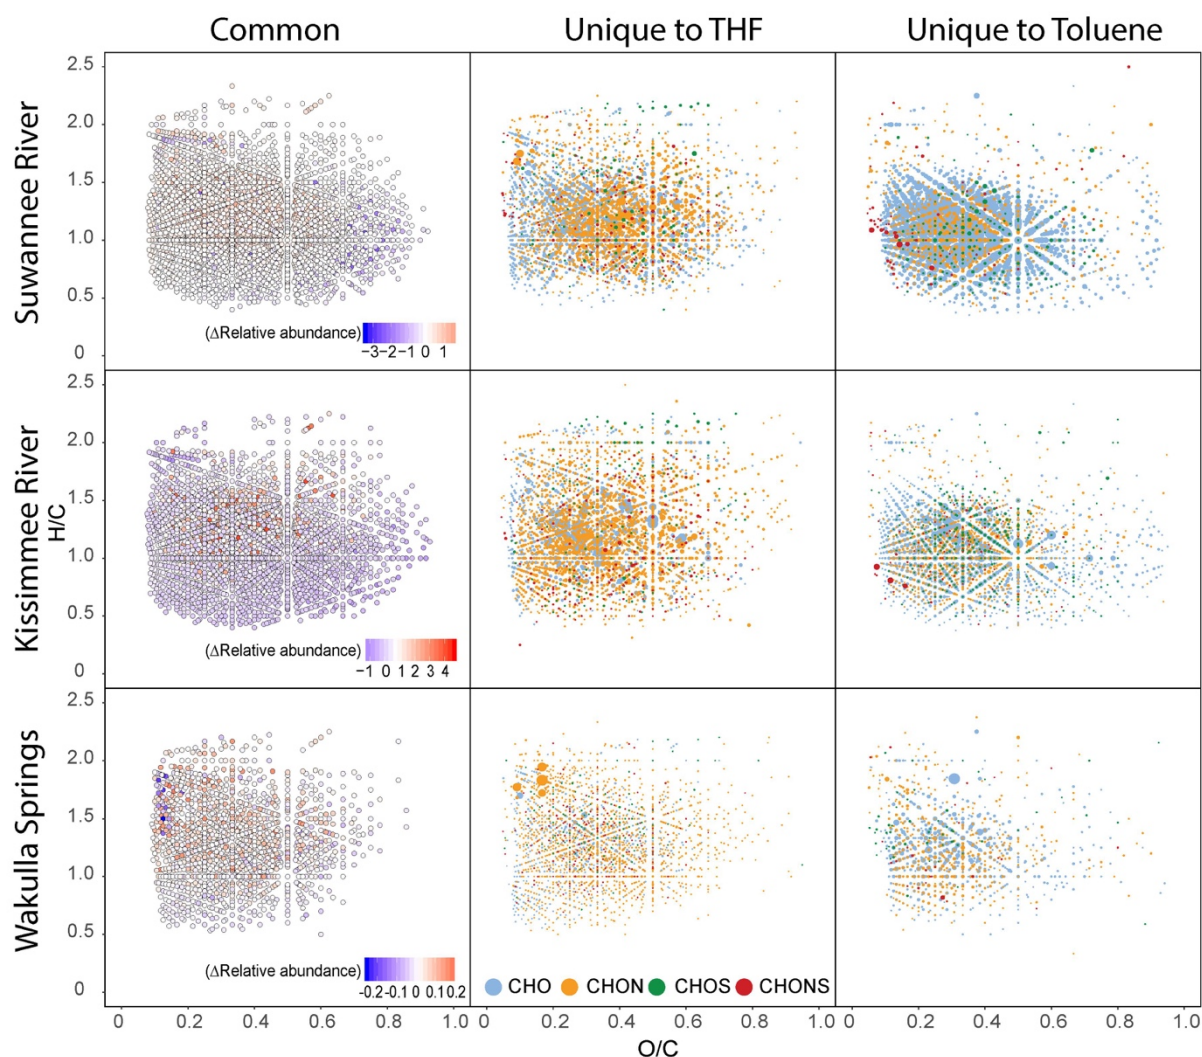 Common Unique to THF Unique to Toluene
Suwannee River
2.5
2.0
1.5
1.0
0.5
0
(ΔRelative abundance)
−3−2−1 0 1
Kissimmee River
H/C
2.5
2.0
1.5
1.0
0.5
0
(ΔRelative abundance)
−1 0 1 2 3 4
Wakulla Springs
2.5
2.0
1.5
1.0
0.5
0
(ΔRelative abundance)
-0.2-0.1 0 0.10.2
CHO CHON CHOS CHONS
0 0.2 0.4 0.6 0.8 1.0 0 0.2 0.4 0.6 0.8 1.0 0 0.2 0.4 0.6 0.8 1.0
O/C